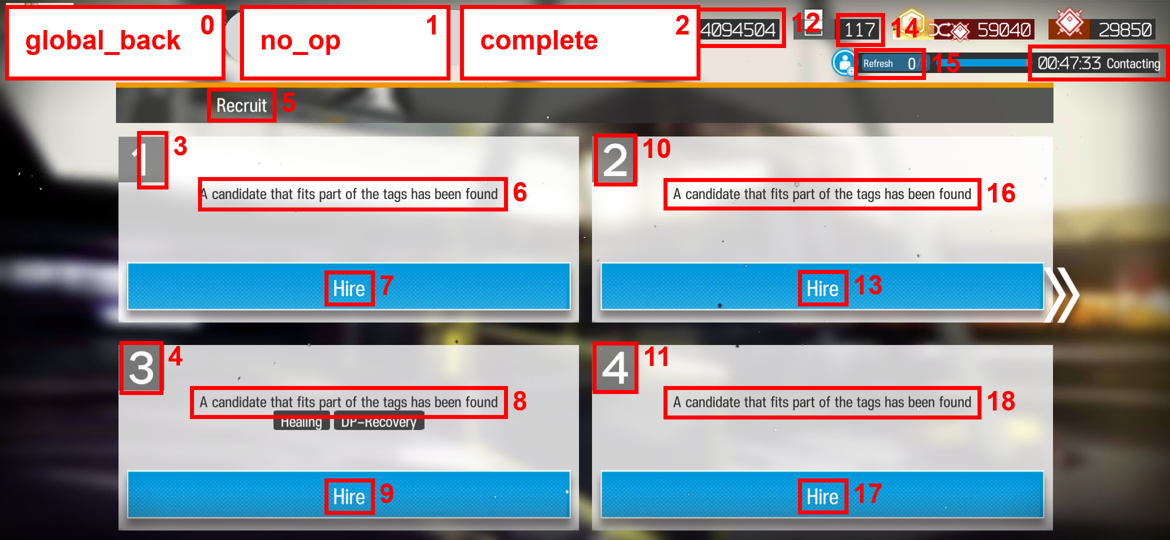 global_back 0
no_op 1
complete 2
4094504 12
117 14
59040
29850
Refresh 0 15
00:47:33 Contacting
Recruit 5
1 3
A candidate that fits part of the tags has been found 6
Hire 7
2 10
A candidate that fits part of the tags has been found 16
Hire 13
3 4
A candidate that fits part of the tags has been found 8
Healing DP-Recovery
Hire 9
4 11
A candidate that fits part of the tags has been found 18
Hire 17